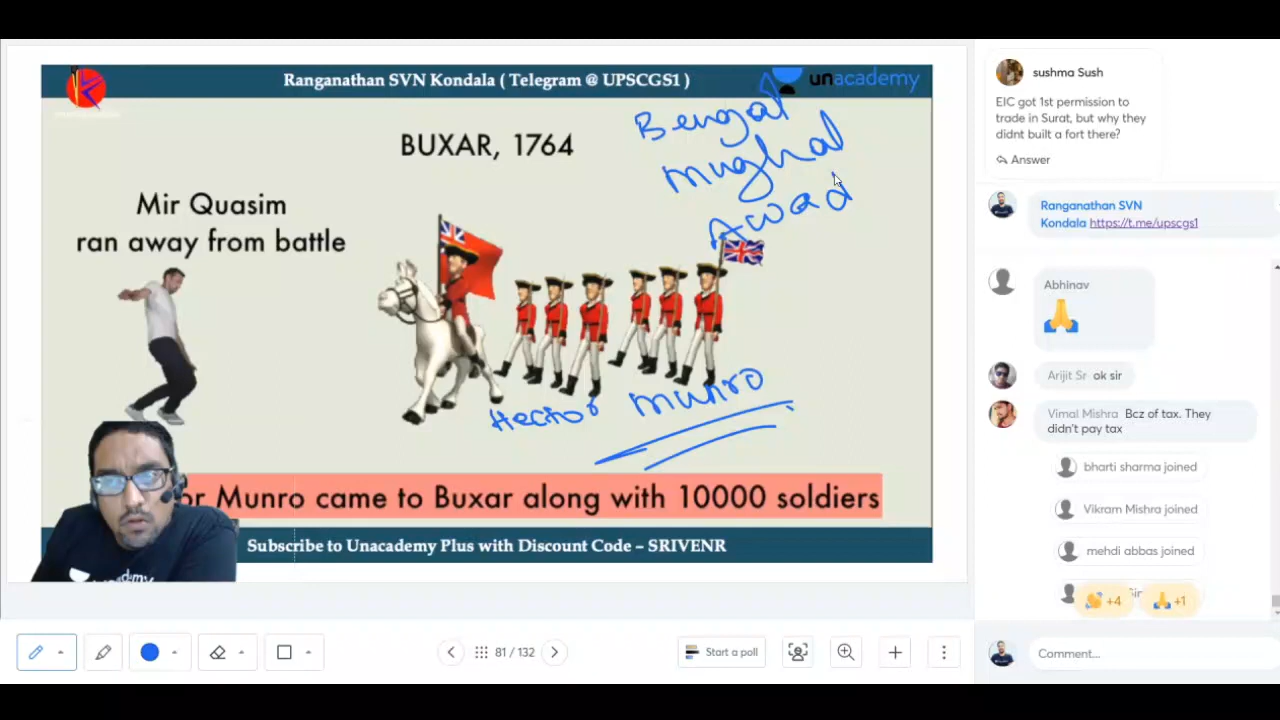 Ranganathan SVN Kondala ( Telegram @ UPSCGS1 )
unacademy
BUXAR, 1764
Bengal
Mughal
Awad
Mir Quasim
ran away from battle
Hector Munro
or Munro came to Buxar along with 10000 soldiers
Subscribe to Unacademy Plus with Discount Code – SRIVENR
81 / 132
Start a poll
sushma Sush
EIC got 1st permission to
trade in Surat, but why they
didnt built a fort there?
Answer
Ranganathan SVN
Kondala https://t.me/upscgs1
Abhinav
Arijit Sr ok sir
Vimal Mishra Bcz of tax. They
didn't pay tax
bharti sharma joined
Vikram Mishra joined
mehdi abbas joined
+4
+1
Comment...